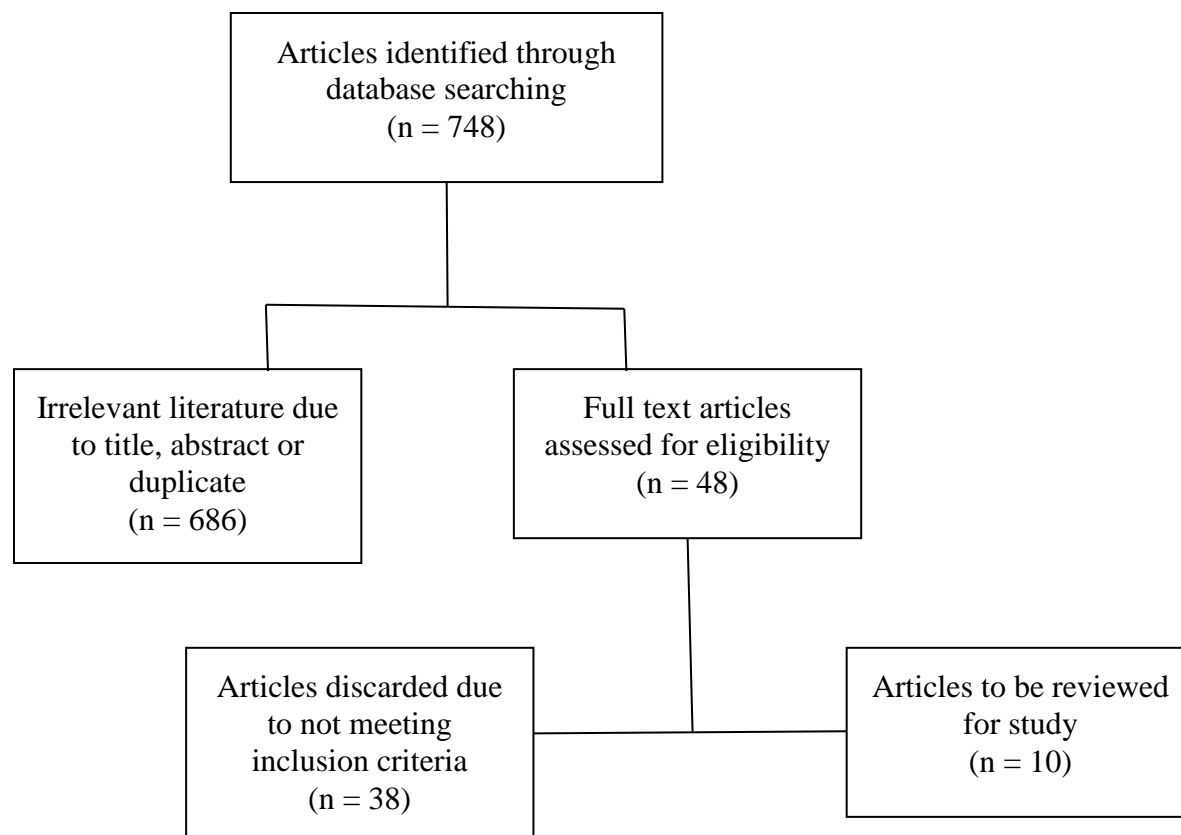 Articles identified through
database searching
(n = 748)
Irrelevant literature due
to title, abstract or
duplicate
(n = 686)
Full text articles
assessed for eligibility
(n = 48)
Articles discarded due
to not meeting
inclusion criteria
(n = 38)
Articles to be reviewed
for study
(n = 10)